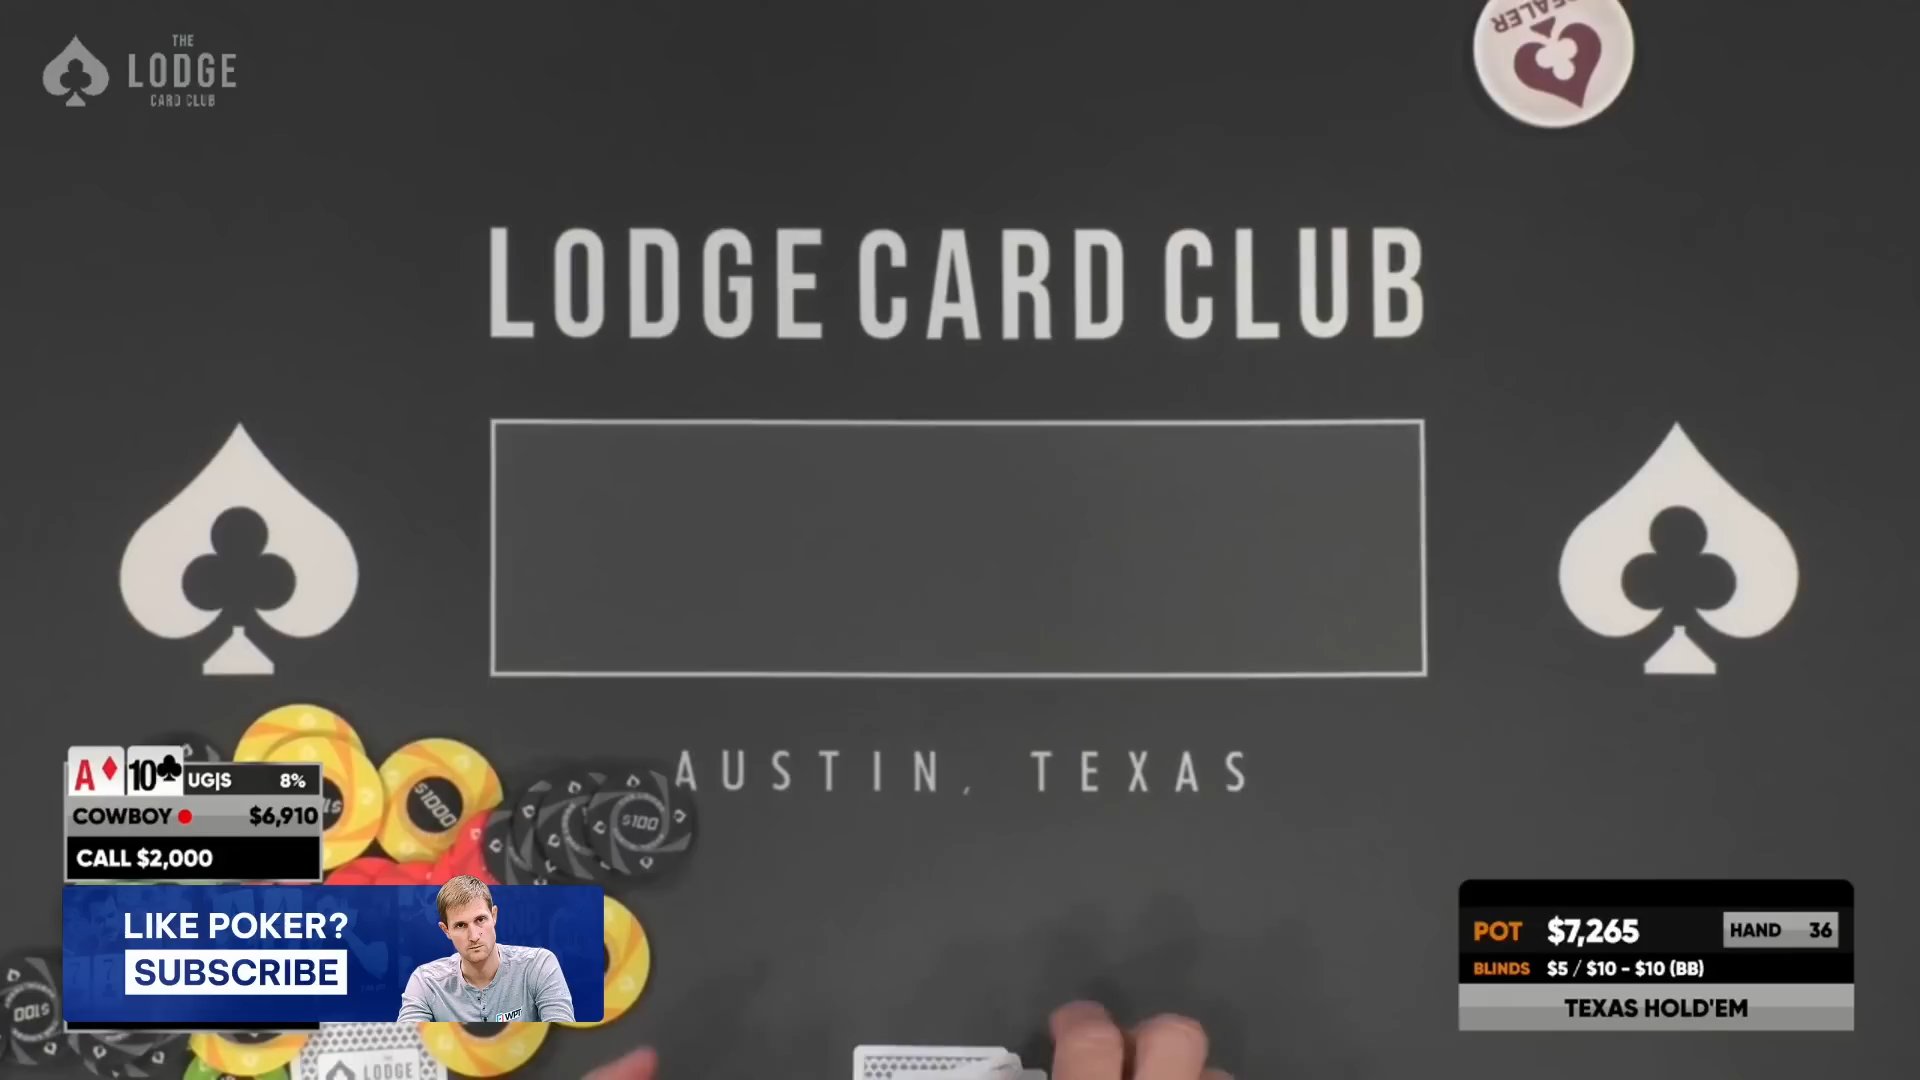 THE
LODGE
CARD CLUB
DEALER
LODGE CARD CLUB
AUSTIN, TEXAS
A 10 UG|S 8%
COWBOY $6,910
CALL $2,000
$1000
$100
LIKE POKER?
SUBSCRIBE
WPT
$100
LODGE
POT $7,265 HAND 36
BLINDS $5 / $10 - $10 (BB)
TEXAS HOLD'EM